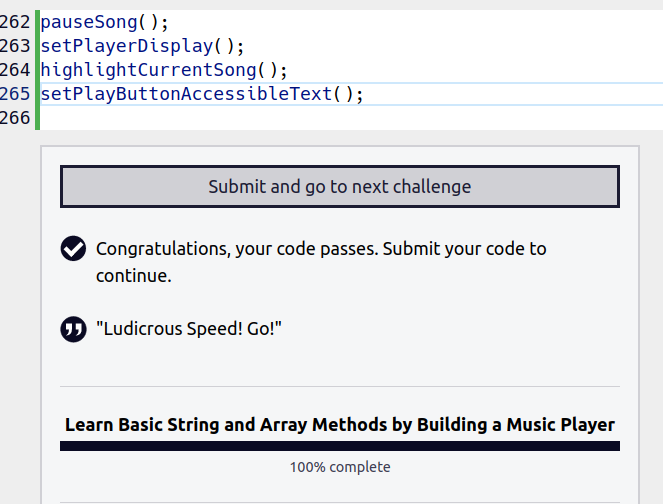 262 pauseSong();
263 setPlayerDisplay();
264 highlightCurrentSong();
265 setPlayButtonAccessibleText();
266
Submit and go to next challenge
Congratulations, your code passes. Submit your code to
continue.
"Ludicrous Speed! Go!"
Learn Basic String and Array Methods by Building a Music Player
100% complete